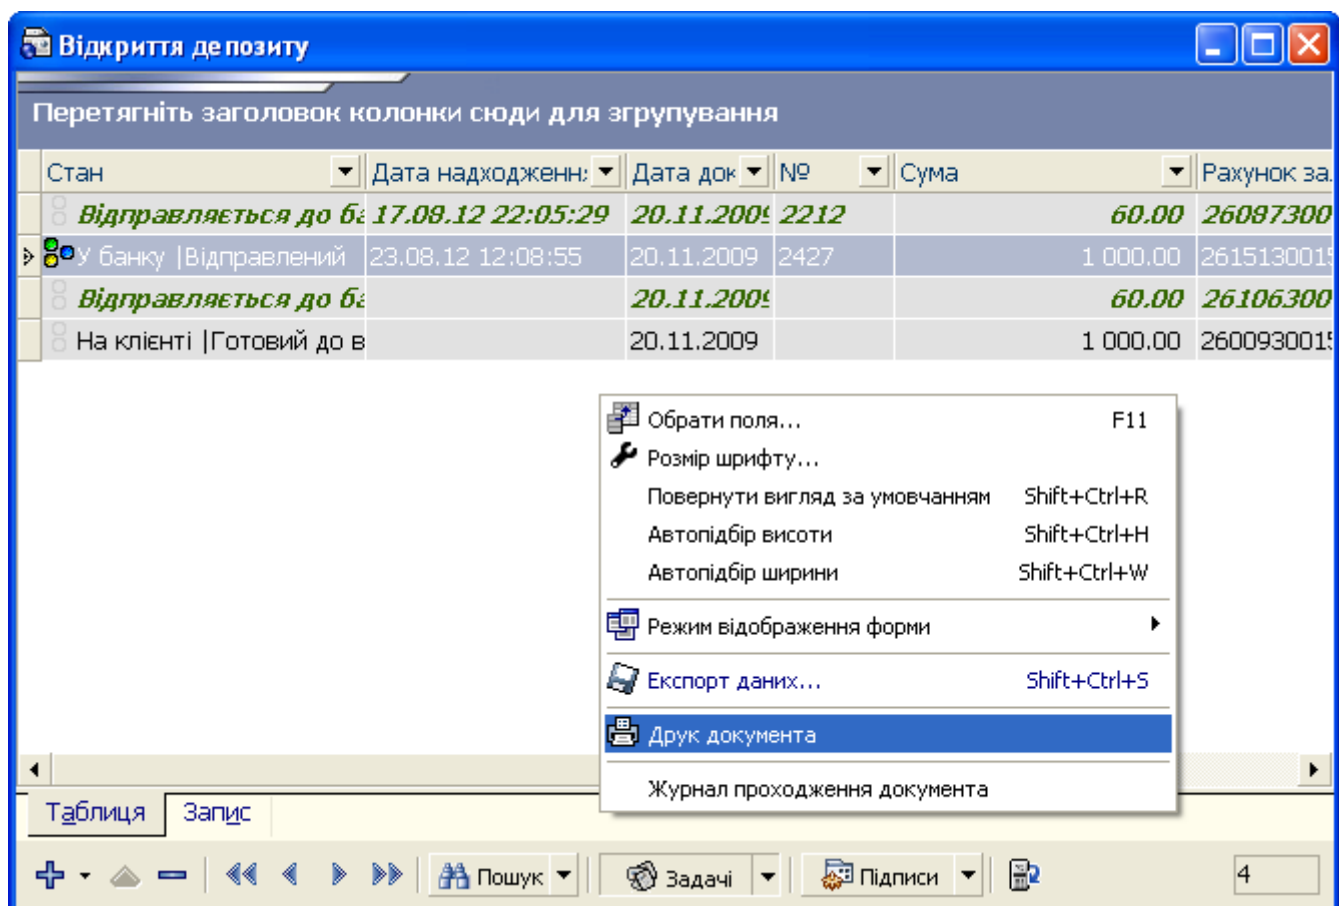 Відкриття депозиту
Перетягніть заголовок колонки сюди для згрупування
Стан Дата надходженн Дата док № Сума Рахунок за
Відправляється до ба 17.08.12 22:05:29 20.11.2009 2212 60.00 26087300
У банку |Відправлений 23.08.12 12:08:55 20.11.2009 2427 1 000.00 2615130015
Відправляється до ба 20.11.2009 60.00 26106300
На клієнті |Готовий до в 20.11.2009 1 000.00 2600930015
Обрати поля... F11
Розмір шрифту...
Повернути вигляд за умовчанням Shift+Ctrl+R
Автопідбір висоти Shift+Ctrl+H
Автопідбір ширини Shift+Ctrl+W
Режим відображення форми
Експорт даних... Shift+Ctrl+S
Друк документа
Журнал проходження документа
Таблиця Запис
Пошук Задачі Підписи 4